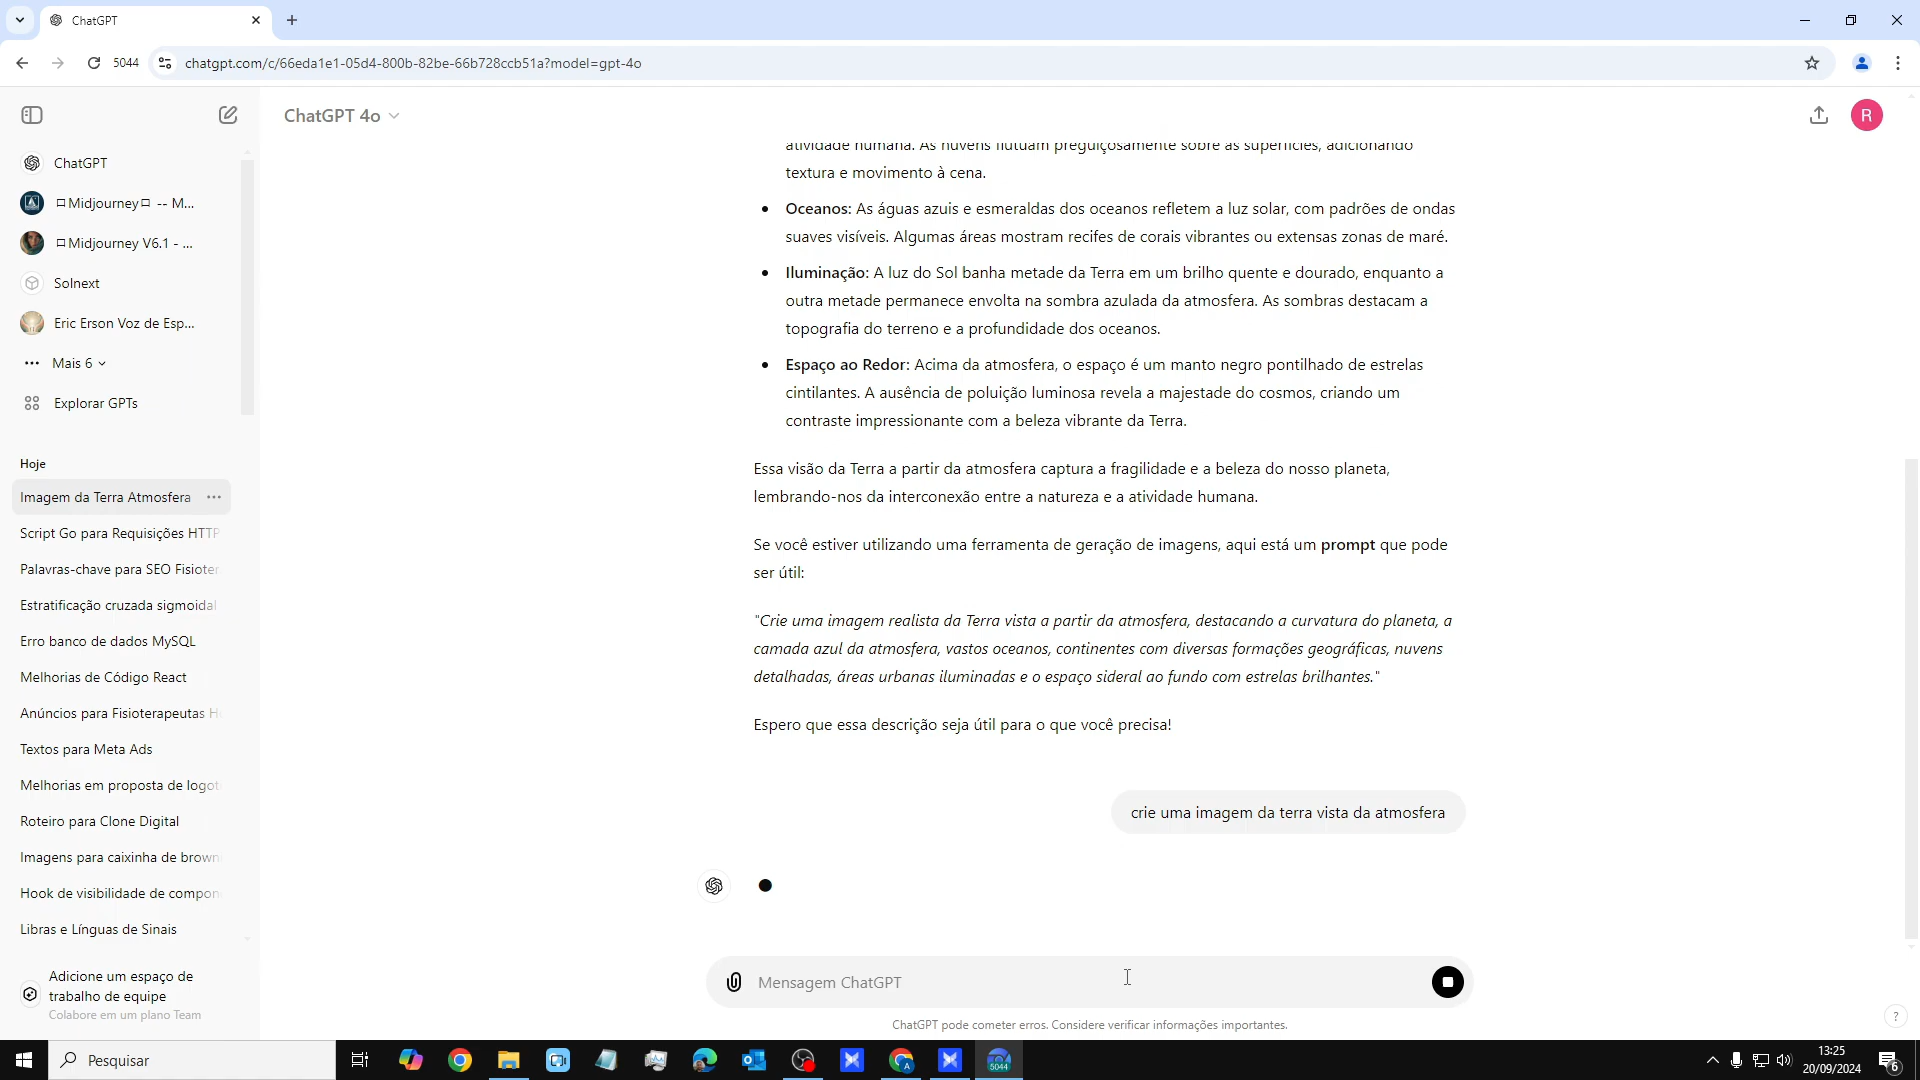 ChatGPT
5044
chatgpt.com/c/66eda1e1-05d4-800b-82be-66b728ccb51a?model=gpt-4o
ChatGPT 4o
R
ChatGPT
Midjourney -- M...
Midjourney V6.1 - ...
Solnext
Eric Erson Voz de Esp...
Mais 6
Explorar GPTs
Hoje
Imagem da Terra Atmosfera
Script Go para Requisições HTTP
Palavras-chave para SEO Fisioter
Estratificação cruzada sigmoidal
Erro banco de dados MySQL
Melhorias de Código React
Anúncios para Fisioterapeutas H
Textos para Meta Ads
Melhorias em proposta de logot
Roteiro para Clone Digital
Imagens para caixinha de brown
Hook de visibilidade de compon
Libras e Línguas de Sinais
Adicione um espaço de
trabalho de equipe
Colabore em um plano Team
atividade humana. As nuvens flutuam preguiçosamente sobre as superfícies, adicionando
textura e movimento à cena.
• Oceanos: As águas azuis e esmeraldas dos oceanos refletem a luz solar, com padrões de ondas
suaves visíveis. Algumas áreas mostram recifes de corais vibrantes ou extensas zonas de maré.
• Iluminação: A luz do Sol banha metade da Terra em um brilho quente e dourado, enquanto a
outra metade permanece envolta na sombra azulada da atmosfera. As sombras destacam a
topografia do terreno e a profundidade dos oceanos.
• Espaço ao Redor: Acima da atmosfera, o espaço é um manto negro pontilhado de estrelas
cintilantes. A ausência de poluição luminosa revela a majestade do cosmos, criando um
contraste impressionante com a beleza vibrante da Terra.
Essa visão da Terra a partir da atmosfera captura a fragilidade e a beleza do nosso planeta,
lembrando-nos da interconexão entre a natureza e a atividade humana.
Se você estiver utilizando uma ferramenta de geração de imagens, aqui está um prompt que pode
ser útil:
"Crie uma imagem realista da Terra vista a partir da atmosfera, destacando a curvatura do planeta, a
camada azul da atmosfera, vastos oceanos, continentes com diversas formações geográficas, nuvens
detalhadas, áreas urbanas iluminadas e o espaço sideral ao fundo com estrelas brilhantes."
Espero que essa descrição seja útil para o que você precisa!
crie uma imagem da terra vista da atmosfera
Mensagem ChatGPT
ChatGPT pode cometer erros. Considere verificar informações importantes.
?
Pesquisar
A
5044
13:25
20/09/2024
6